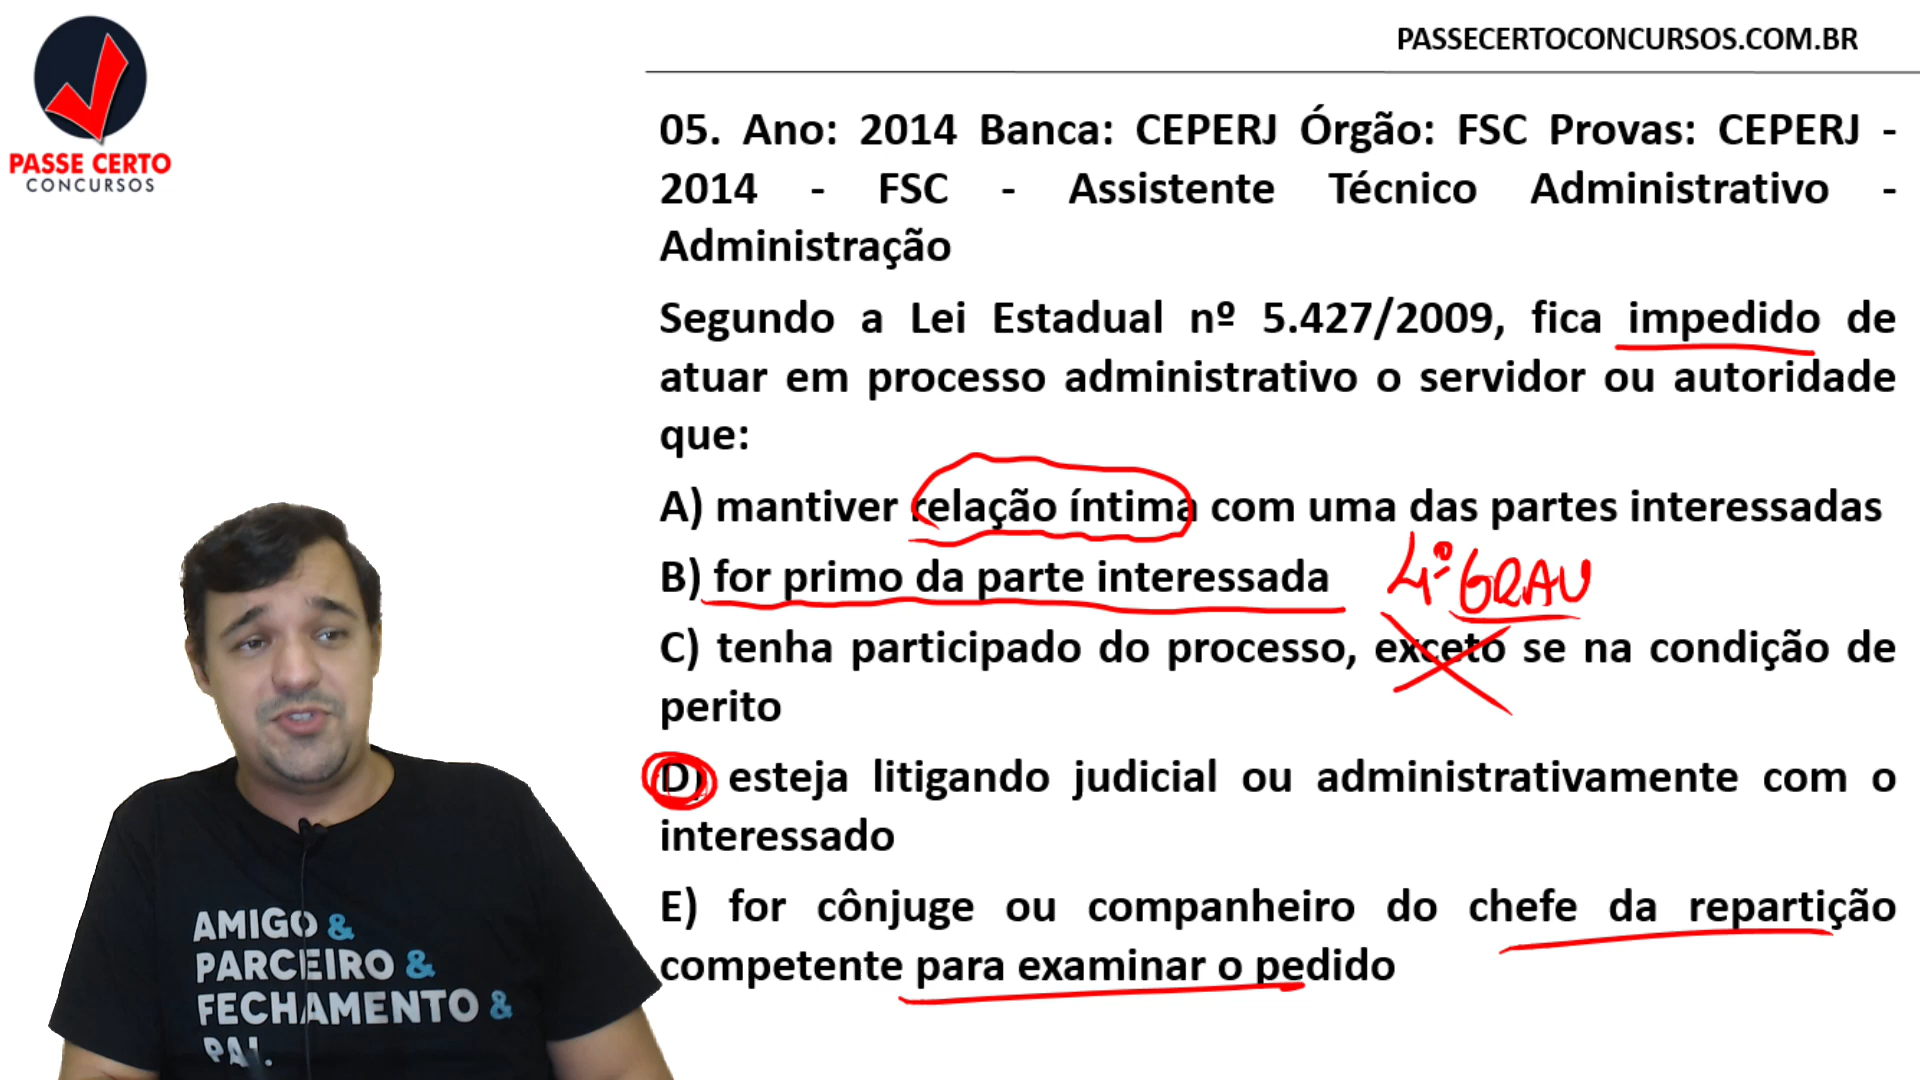 PASSE CERTO
CONCURSOS
PASSECERTOCONCURSOS.COM.BR
05. Ano: 2014 Banca: CEPERJ Órgão: FSC Provas: CEPERJ -
2014 - FSC - Assistente Técnico Administrativo -
Administração
Segundo a Lei Estadual nº 5.427/2009, fica impedido de
atuar em processo administrativo o servidor ou autoridade
que:
A) mantiver relação íntima com uma das partes interessadas
B) for primo da parte interessada
4º GRAU
C) tenha participado do processo, exceto se na condição de
perito
D) esteja litigando judicial ou administrativamente com o
interessado
E) for cônjuge ou companheiro do chefe da repartição
competente para examinar o pedido
AMIGO &
PARCEIRO &
FECHAMENTO &
PAI.